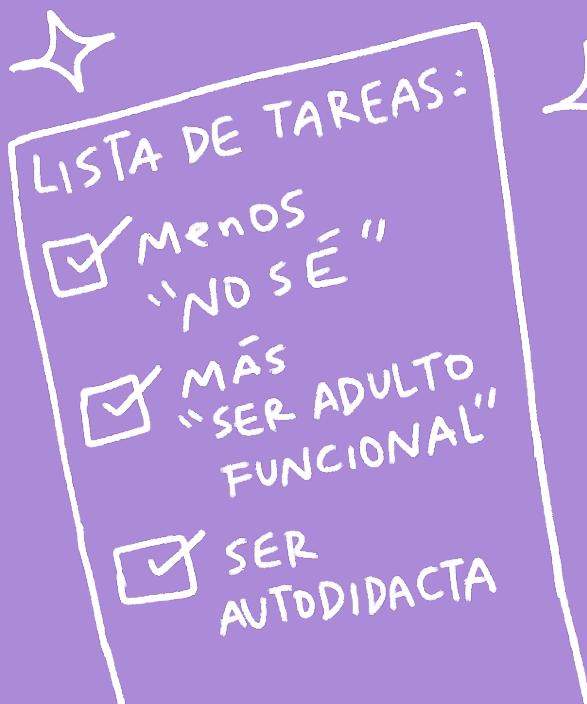 LISTA DE TAREAS:
Menos
"NO SÉ"
MÁS
"SER ADULTO
FUNCIONAL"
SER
AUTODIDACTA